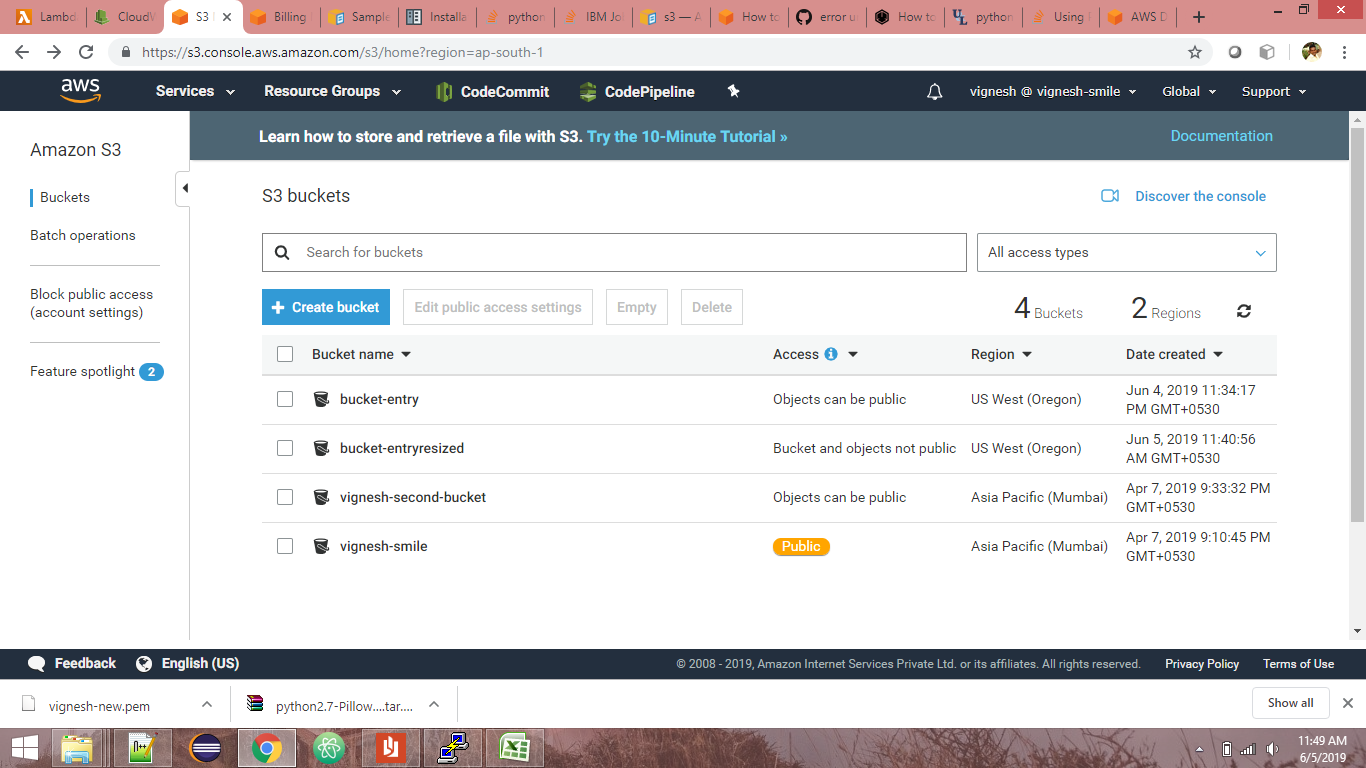 Lambd
CloudW
S3
Billing
Sample
Installa
python
IBM Jo
s3 — A
How to
error u
How to
python
Using
AWS D
https://s3.console.aws.amazon.com/s3/home?region=ap-south-1
aws
Services
Resource Groups
CodeCommit
CodePipeline
vignesh @ vignesh-smile
Global
Support
Amazon S3
Learn how to store and retrieve a file with S3. Try the 10-Minute Tutorial »
Documentation
Buckets
Batch operations
Block public access
(account settings)
Feature spotlight 2
S3 buckets
Discover the console
Search for buckets
All access types
Create bucket
Edit public access settings
Empty
Delete
4 Buckets
2 Regions
Bucket name
Access
Region
Date created
bucket-entry
Objects can be public
US West (Oregon)
Jun 4, 2019 11:34:17
PM GMT+0530
bucket-entryresized
Bucket and objects not public
US West (Oregon)
Jun 5, 2019 11:40:56
AM GMT+0530
vignesh-second-bucket
Objects can be public
Asia Pacific (Mumbai)
Apr 7, 2019 9:33:32 PM
GMT+0530
vignesh-smile
Public
Asia Pacific (Mumbai)
Apr 7, 2019 9:10:45 PM
GMT+0530
Feedback
English (US)
© 2008 - 2019, Amazon Internet Services Private Ltd. or its affiliates. All rights reserved.
Privacy Policy
Terms of Use
vignesh-new.pem
python2.7-Pillow....tar....
Show all
11:49 AM
6/5/2019